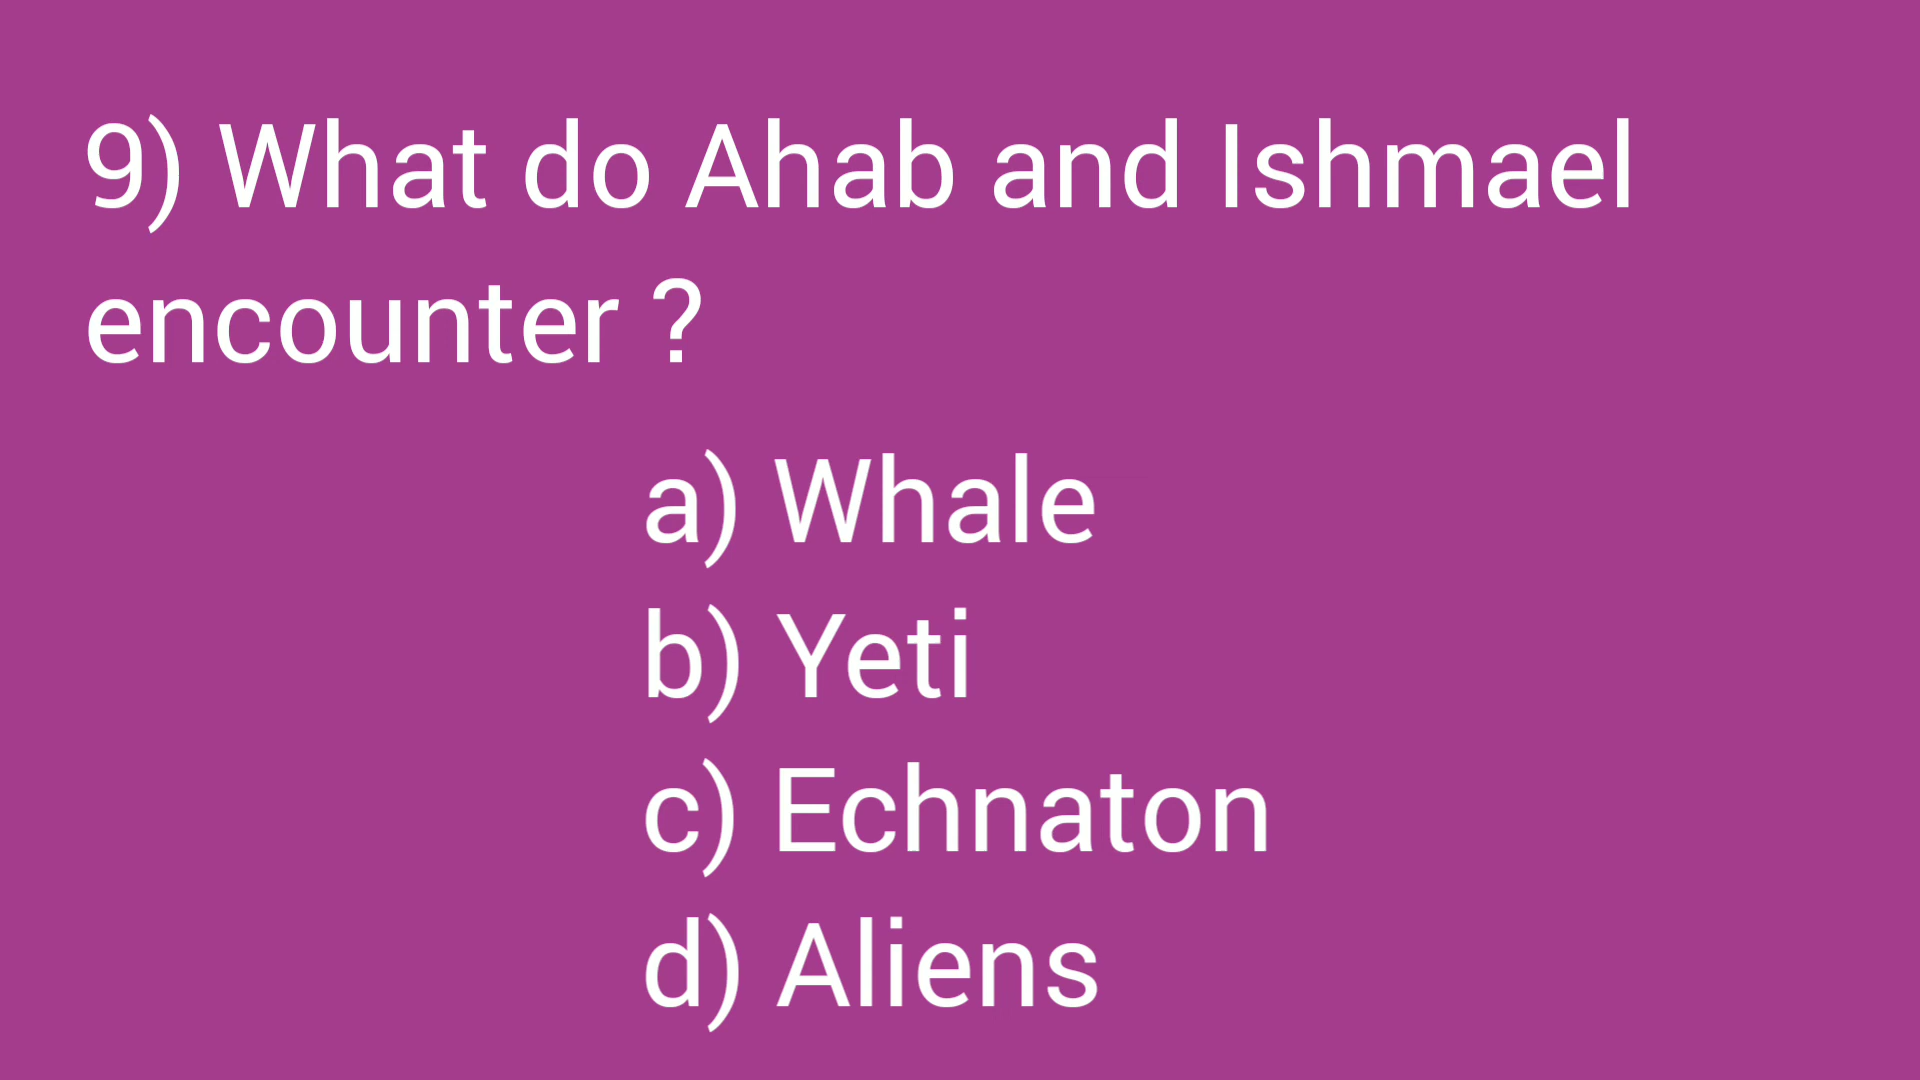 9) What do Ahab and Ishmael
encounter ?
a) Whale
b) Yeti
c) Echnaton
d) Aliens